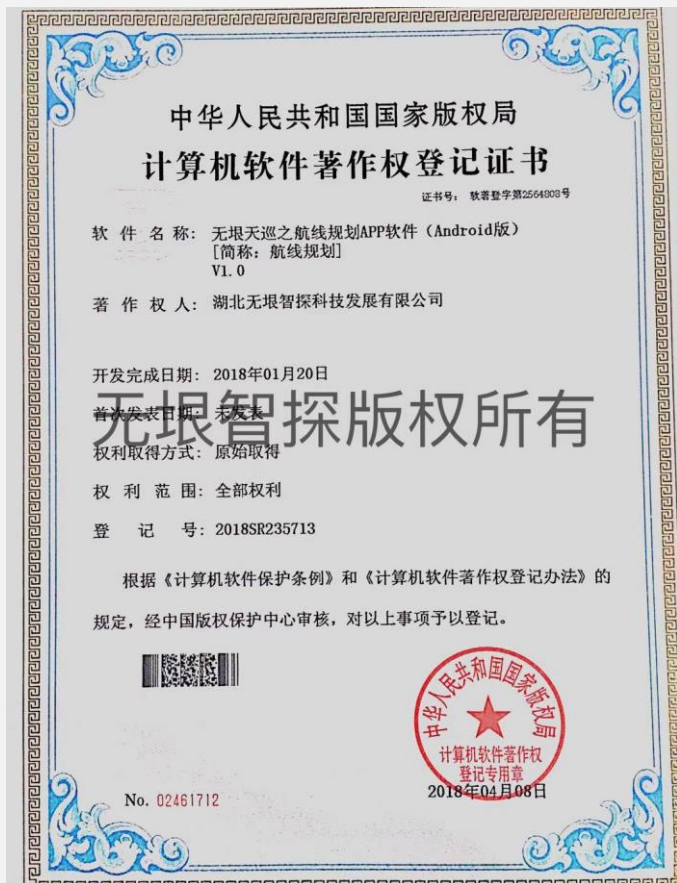 中华人民共和国国家版权局
计算机软件著作权登记证书
证书号： 软著登字第2564808号
软件名称： 无垠天巡之航线规划APP软件（Android版）
[简称：航线规划]
V1.0
著作权人： 湖北无垠智探科技发展有限公司
开发完成日期： 2018年01月20日
首次发表日期： 未发表
无垠智探版权所有
权利取得方式： 原始取得
权利范围： 全部权利
登记号： 2018SR235713
根据《计算机软件保护条例》和《计算机软件著作权登记办法》的
规定，经中国版权保护中心审核，对以上事项予以登记。
中华人民共和国国家版权局
计算机软件著作权
登记专用章
2018年04月08日
No. 02461712